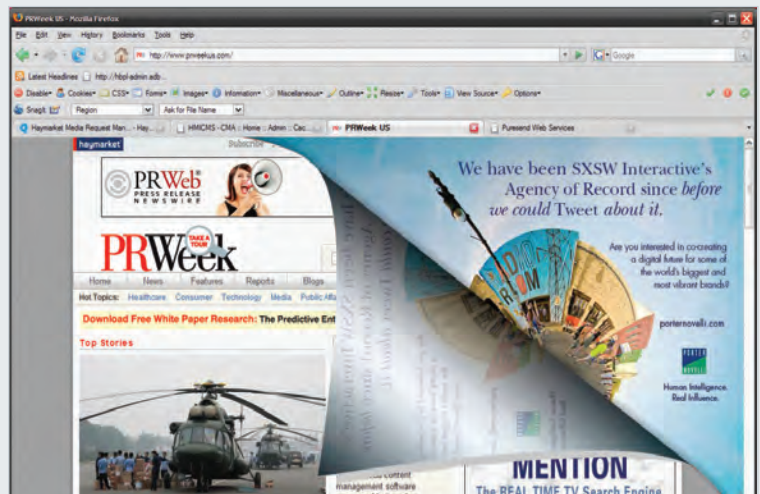 PRWeek US - Mozilla Firefox
File Edit View History Bookmarks Tools Help
http://www.prweekus.com/
Google
Latest Headlines http://hbpl-admin.adb...
Disable Cookies CSS Forms Images Information Miscellaneous Outline Resize Tools View Source Options
SnagIt Region Ask for File Name
Haymarket Media Request Man... - Hay... HMICMS - CMA :: Home :: Admin :: Cac... PRWeek US Puresend Web Services
haymarket
Subscribe
PRWeb
PRESS RELEASE
NEWSWIRE
TAKE A
TOUR
PRWeek
Home News Features Reports Blogs
Hot Topics: Healthcare Consumer Technology Media Public Affa
Download Free White Paper Research: The Predictive Ent
Top Stories
content
management software
We have been SXSW Interactive's
Agency of Record since before
we could Tweet about it.
Are you interested in co-creating
a digital future for some of
the world's biggest and
most vibrant brands?
porternovelli.com
PORTER
NOVELLI
Human Intelligence.
Real Influence.
RADIO
ROOM
MENTION
The REAL TIME TV Search Engine